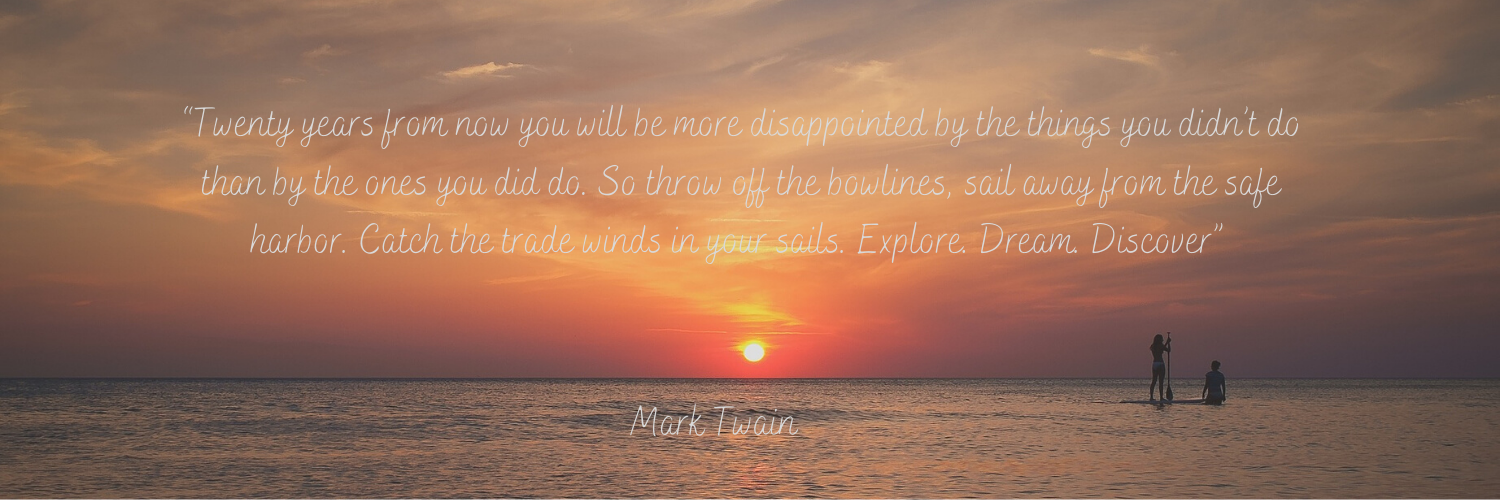 “Twenty years from now you will be more disappointed by the things you didn't do
than by the ones you did do. So throw off the bowlines, sail away from the safe
harbor. Catch the trade winds in your sails. Explore. Dream. Discover”
Mark Twain